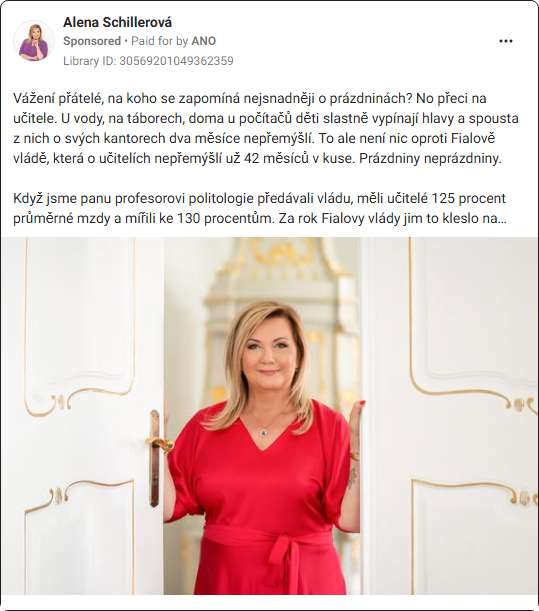 Alena Schillerová
Sponsored • Paid for by ANO
Library ID: 30569201049362359
Vážení přátelé, na koho se zapomíná nejsnadněji o prázdninách? No přeci na
učitele. U vody, na táborech, doma u počítačů děti slastně vypínají hlavy a spousta
z nich o svých kantorech dva měsíce nepřemýšlí. To ale není nic oproti Fialově
vládě, která o učitelích nepřemýšlí už 42 měsíců v kuse. Prázdniny neprázdniny.
Když jsme panu profesorovi politologie předávali vládu, měli učitelé 125 procent
průměrné mzdy a mířili ke 130 procentům. Za rok Fialovy vlády jim to kleslo na...